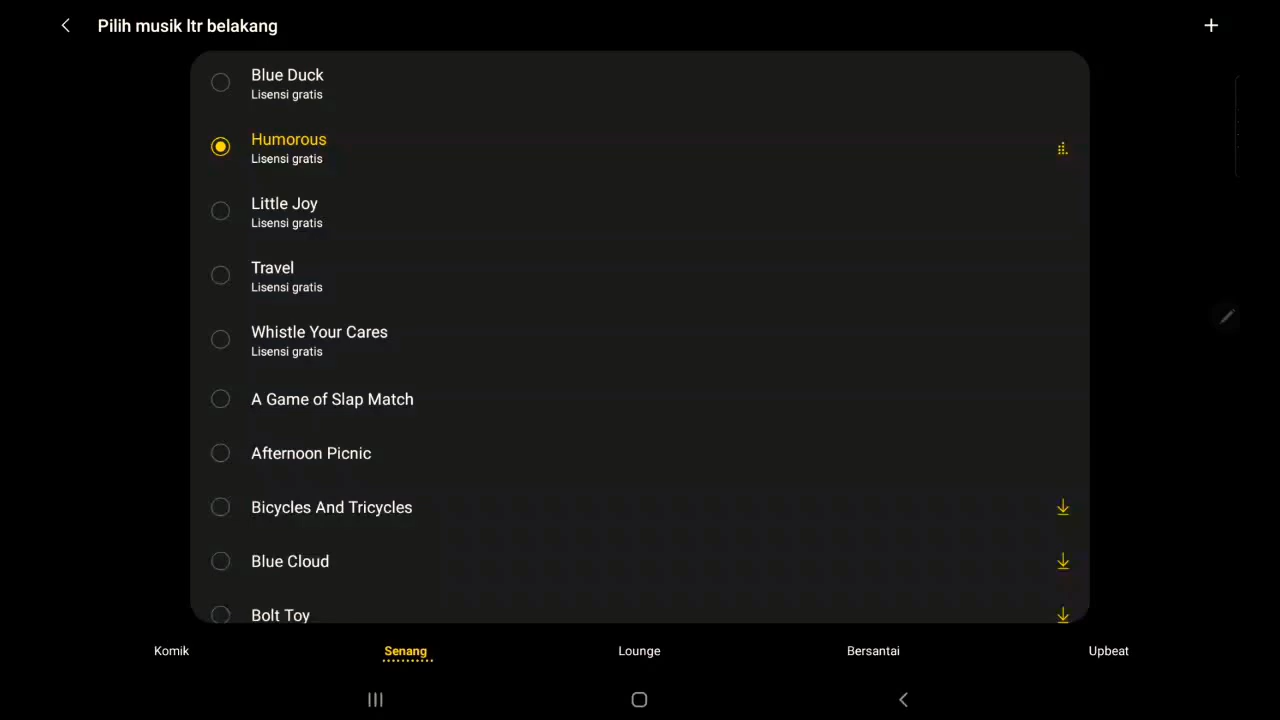 Pilih musik ltr belakang
Blue Duck
Lisensi gratis
Humorous
Lisensi gratis
Little Joy
Lisensi gratis
Travel
Lisensi gratis
Whistle Your Cares
Lisensi gratis
A Game of Slap Match
Afternoon Picnic
Bicycles And Tricycles
Blue Cloud
Bolt Toy
Komik
Senang
Lounge
Bersantai
Upbeat